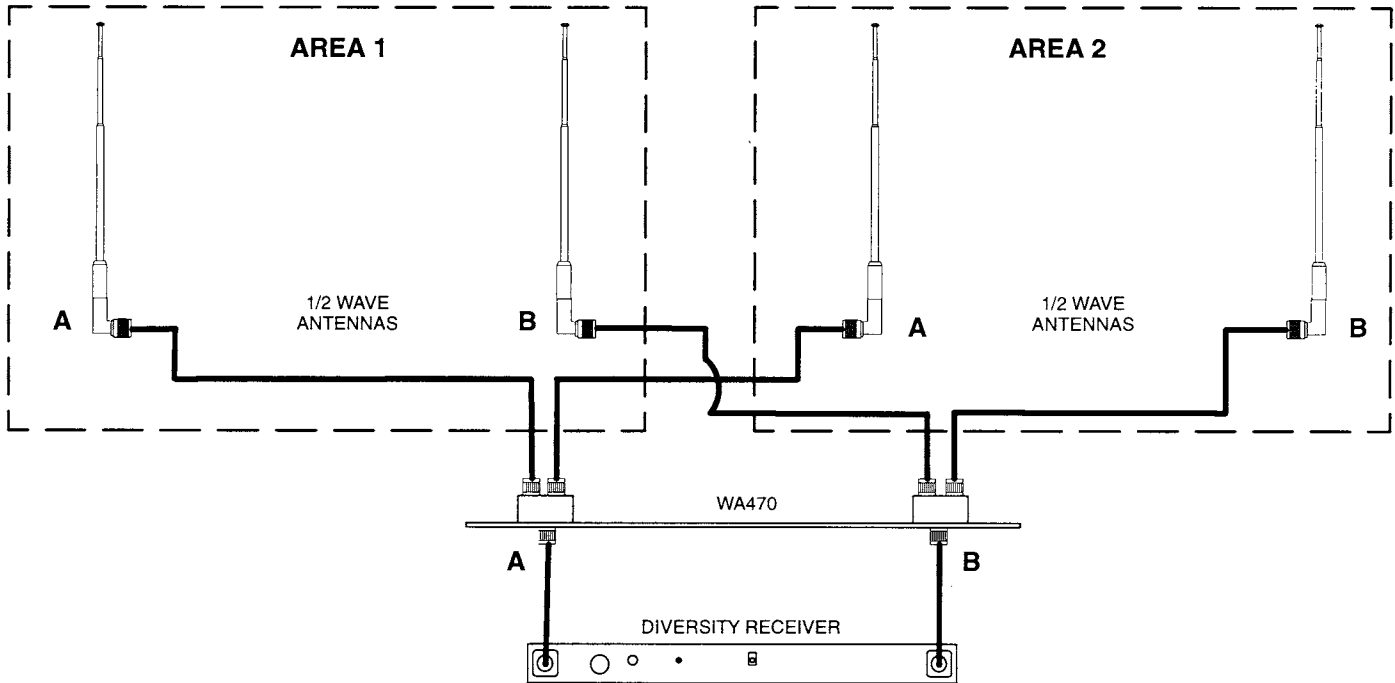 AREA 1
AREA 2
1/2 WAVE
ANTENNAS
1/2 WAVE
ANTENNAS
A
B
A
B
WA470
A
B
DIVERSITY RECEIVER